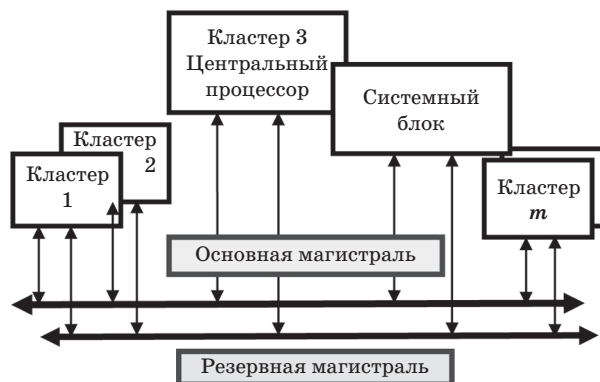 Кластер 3
Центральный
процессор
Системный
блок
Кластер
2
Кластер
1
Кластер
m
Основная магистраль
Резервная магистраль